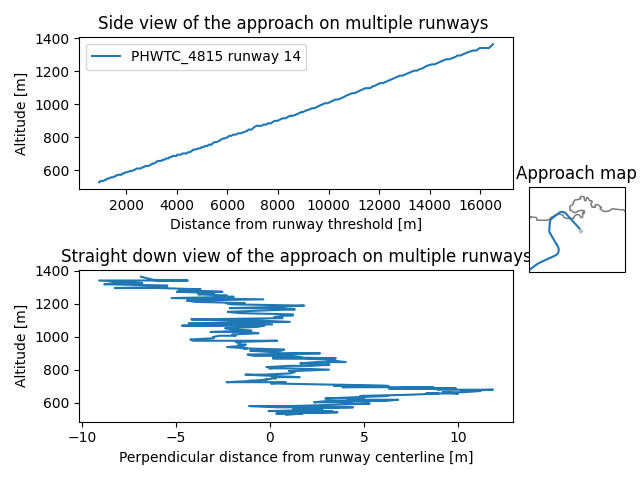 Side view of the approach on multiple runways
1400
1200
1000
800
600
Altitude [m]
PHWTC_4815 runway 14
2000 4000 6000 8000 10000 12000 14000 16000
Distance from runway threshold [m]
Approach map
Straight down view of the approach on multiple runways
1400
1200
1000
800
600
Altitude [m]
−10 −5 0 5 10
Perpendicular distance from runway centerline [m]